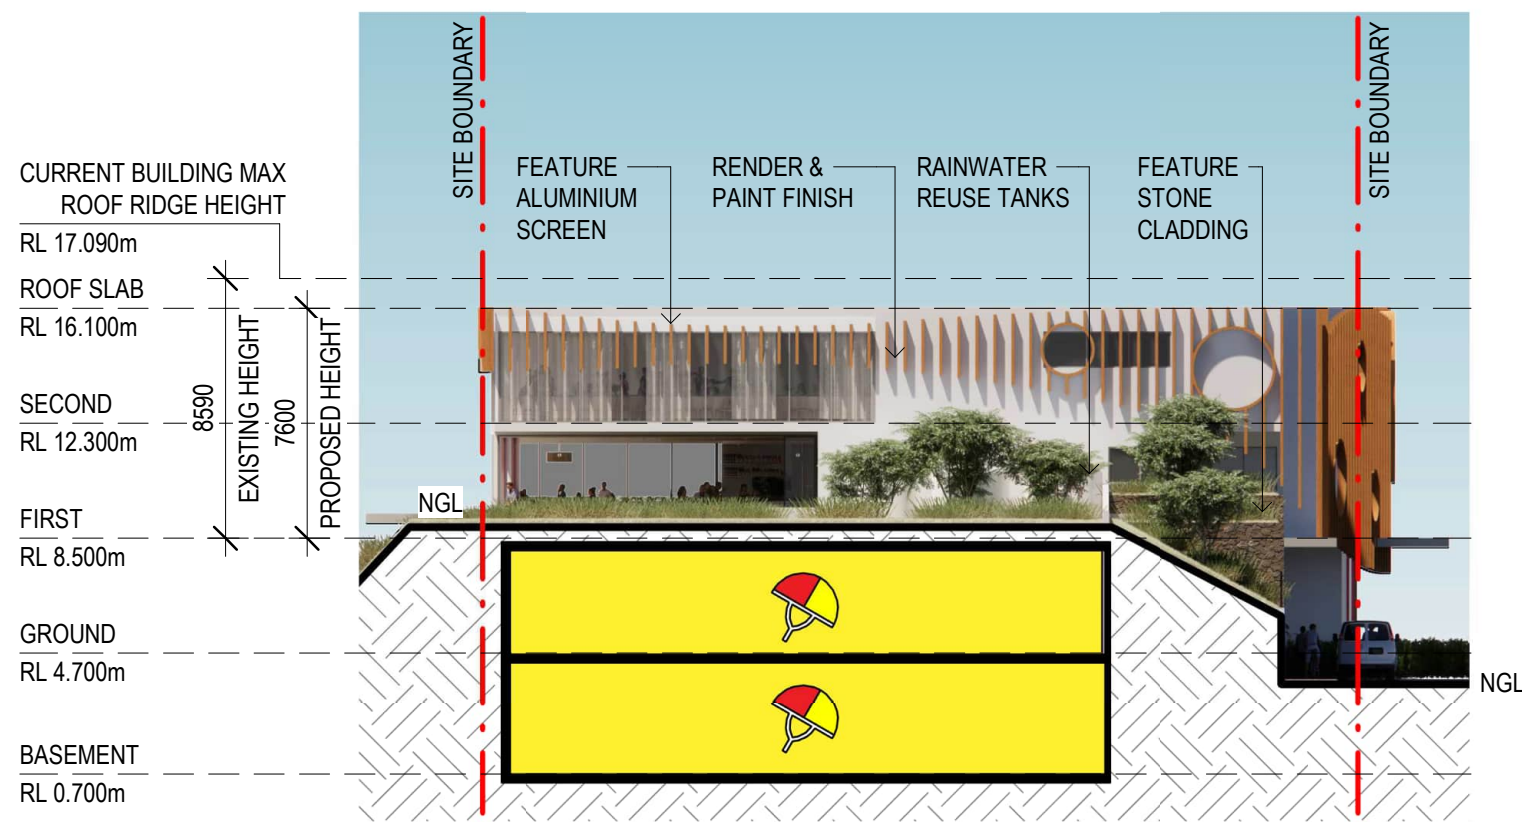 SITE BOUNDARY
SITE BOUNDARY
CURRENT BUILDING MAX
ROOF RIDGE HEIGHT
RL 17.090m
FEATURE
ALUMINIUM
SCREEN
RENDER &
PAINT FINISH
RAINWATER
REUSE TANKS
FEATURE
STONE
CLADDING
ROOF SLAB
RL 16.100m
8590
EXISTING HEIGHT
7600
PROPOSED HEIGHT
SECOND
RL 12.300m
NGL
FIRST
RL 8.500m
GROUND
RL 4.700m
NGL
BASEMENT
RL 0.700m